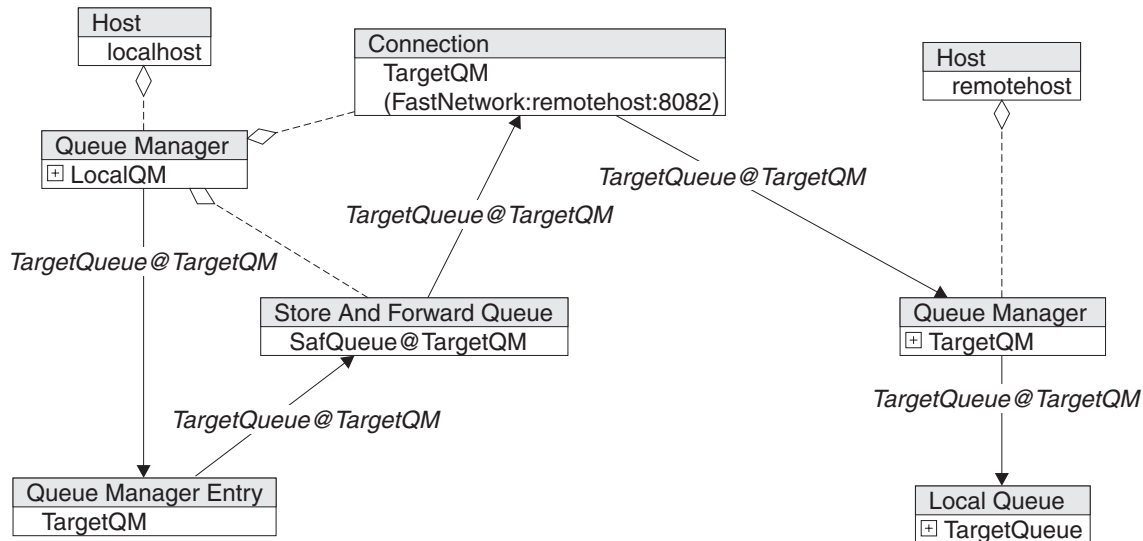 Host
localhost
Connection
TargetQM
(FastNetwork:remotehost:8082)
Host
remotehost
Queue Manager
+ LocalQM
TargetQueue@TargetQM
TargetQueue@TargetQM
TargetQueue@TargetQM
Store And Forward Queue
SafQueue@TargetQM
Queue Manager
+ TargetQM
TargetQueue@TargetQM
TargetQueue@TargetQM
Queue Manager Entry
TargetQM
Local Queue
+ TargetQueue